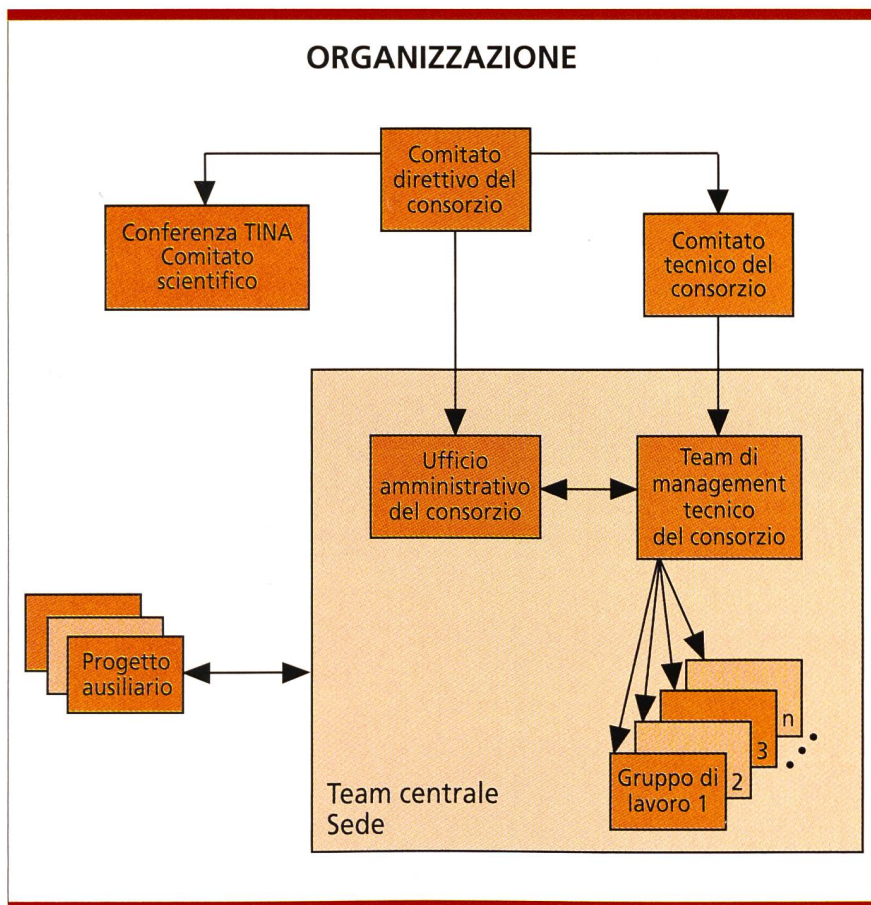 ORGANIZZAZIONE
Comitato
direttivo del
consorzio
Conferenza TINA
Comitato
scientifico
Comitato
tecnico del
consorzio
Ufficio
amministrativo
del consorzio
Team di
management
tecnico
del consorzio
Progetto
ausiliario
n
3
2
Gruppo di
lavoro 1
Team centrale
Sede